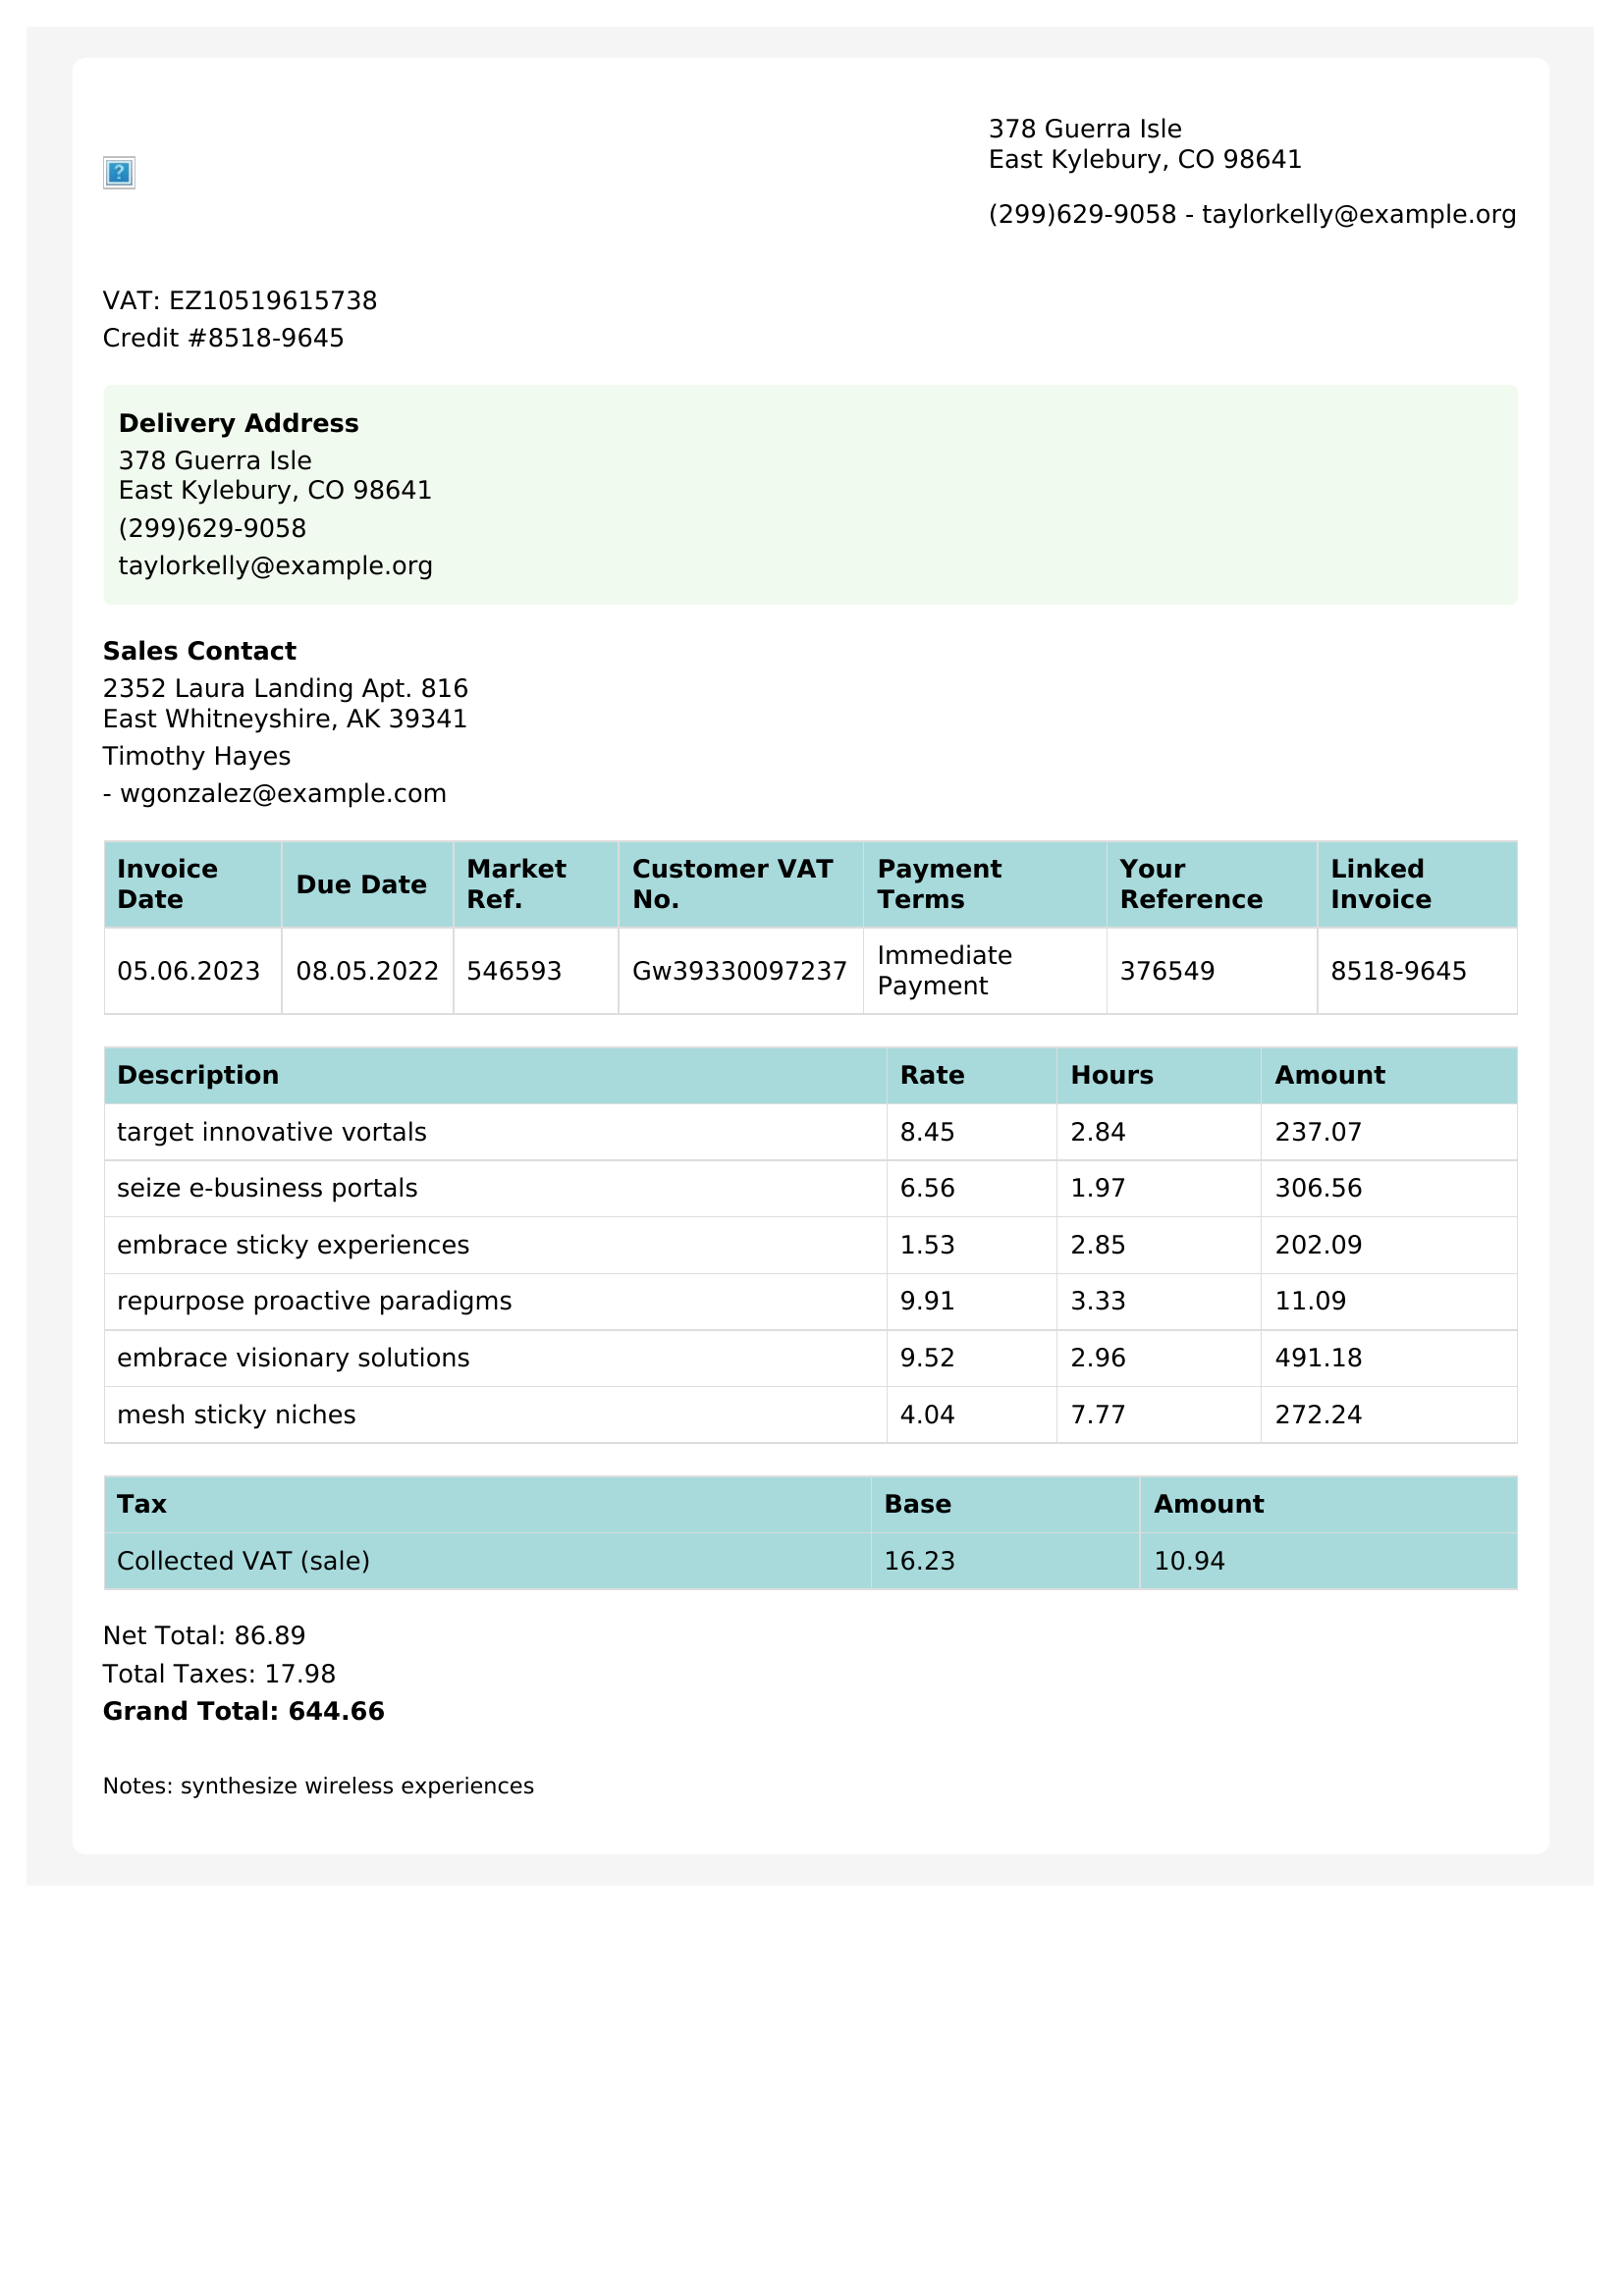 378 Guerra Isle
East Kylebury, CO 98641
(299)629-9058 - taylorkelly@example.org
VAT: EZ10519615738
Credit #8518-9645
Delivery Address
378 Guerra Isle
East Kylebury, CO 98641
(299)629-9058
taylorkelly@example.org
Sales Contact
2352 Laura Landing Apt. 816
East Whitneyshire, AK 39341
Timothy Hayes
- wgonzalez@example.com
Invoice Date Due Date Market Ref. Customer VAT No. Payment Terms Your Reference Linked Invoice
05.06.2023 08.05.2022 546593 Gw39330097237 Immediate Payment 376549 8518-9645
Description Rate Hours Amount
target innovative vortals 8.45 2.84 237.07
seize e-business portals 6.56 1.97 306.56
embrace sticky experiences 1.53 2.85 202.09
repurpose proactive paradigms 9.91 3.33 11.09
embrace visionary solutions 9.52 2.96 491.18
mesh sticky niches 4.04 7.77 272.24
Tax Base Amount
Collected VAT (sale) 16.23 10.94
Net Total: 86.89
Total Taxes: 17.98
Grand Total: 644.66
Notes: synthesize wireless experiences